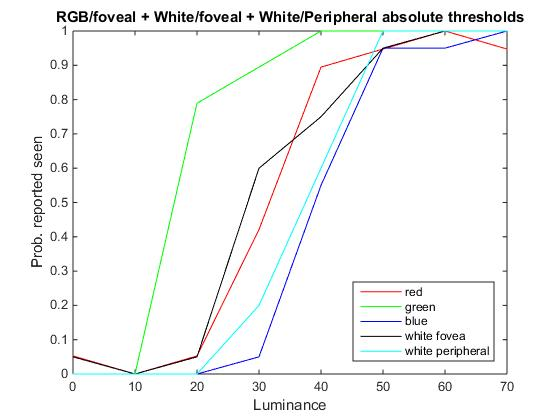 RGB/foveal + White/foveal + White/Peripheral absolute thresholds
1
0.9
0.8
0.7
0.6
0.5
0.4
0.3
0.2
0.1
0
Prob. reported seen
0 10 20 30 40 50 60 70
Luminance
red
green
blue
white fovea
white peripheral